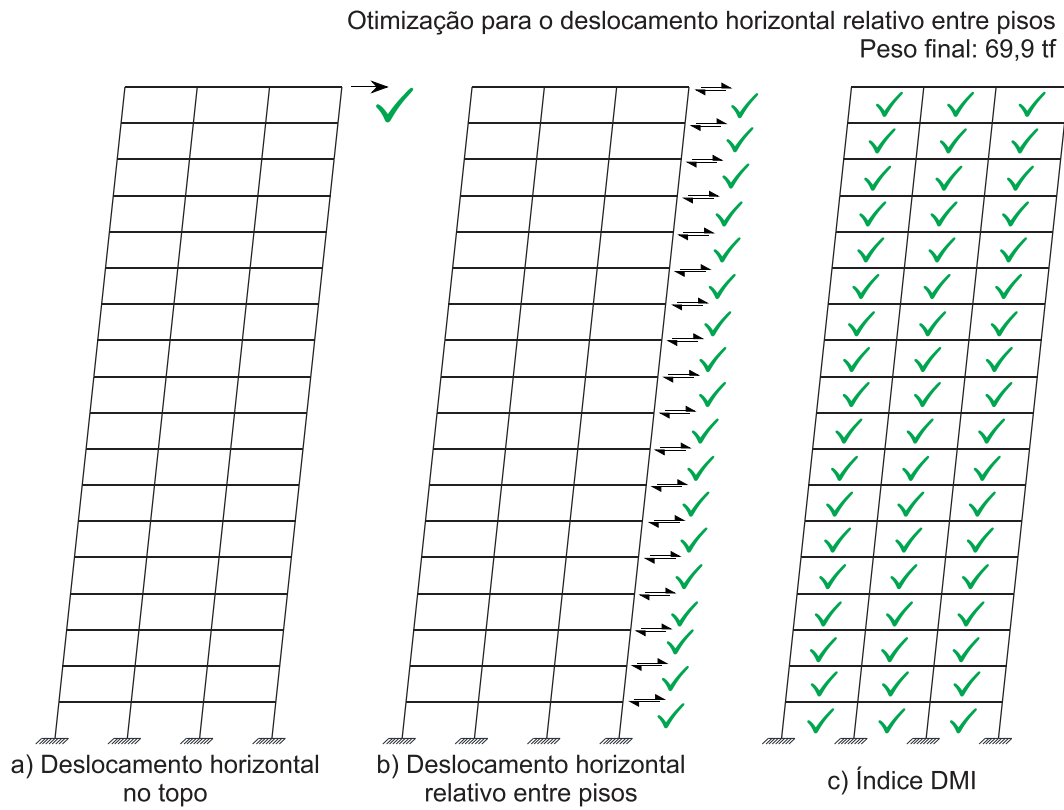 Otimização para o deslocamento horizontal relativo entre pisos
Peso final: 69,9 tf
a) Deslocamento horizontal
no topo
b) Deslocamento horizontal
relativo entre pisos
c) Índice DMI